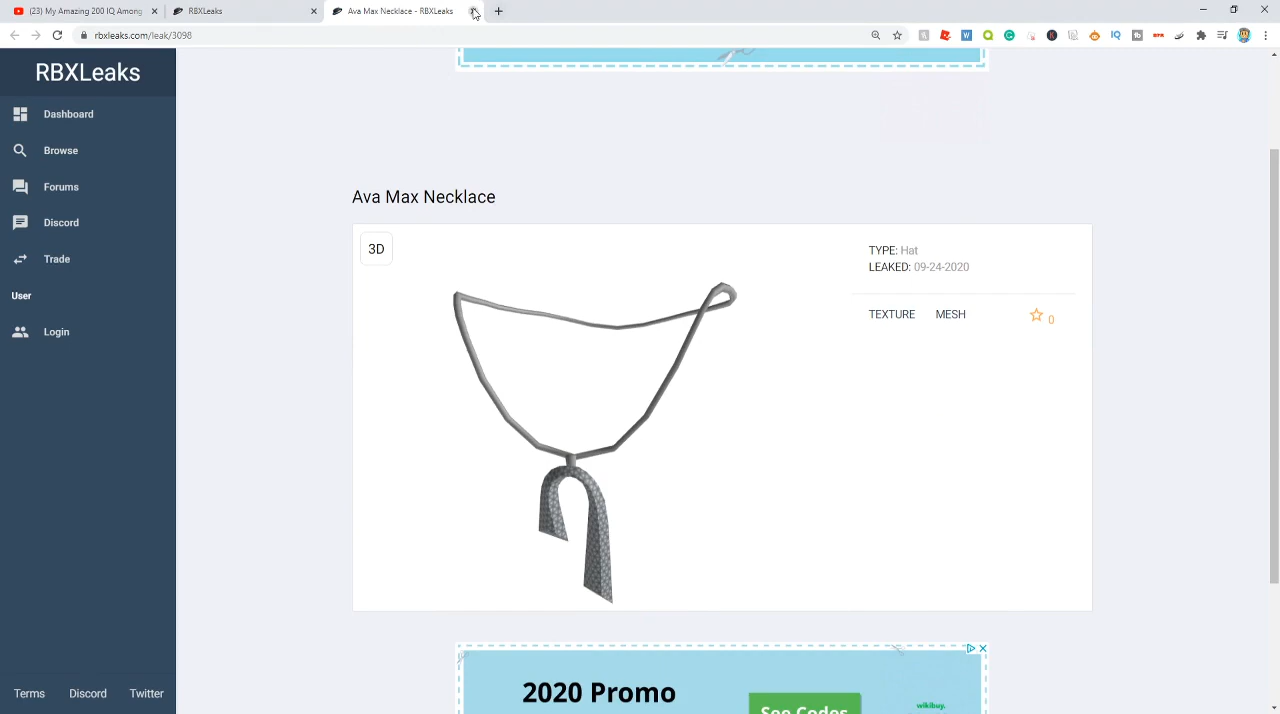 (23) My Amazing 200 IQ Among
RBXLeaks
Ava Max Necklace - RBXLeaks
rbxleaks.com/leak/3098
RBXLeaks
Dashboard
Browse
Forums
Discord
Trade
User
Login
Terms Discord Twitter
Ava Max Necklace
3D
TYPE: Hat
LEAKED: 09-24-2020
TEXTURE MESH 0
2020 Promo
See Codes
wikibuy.